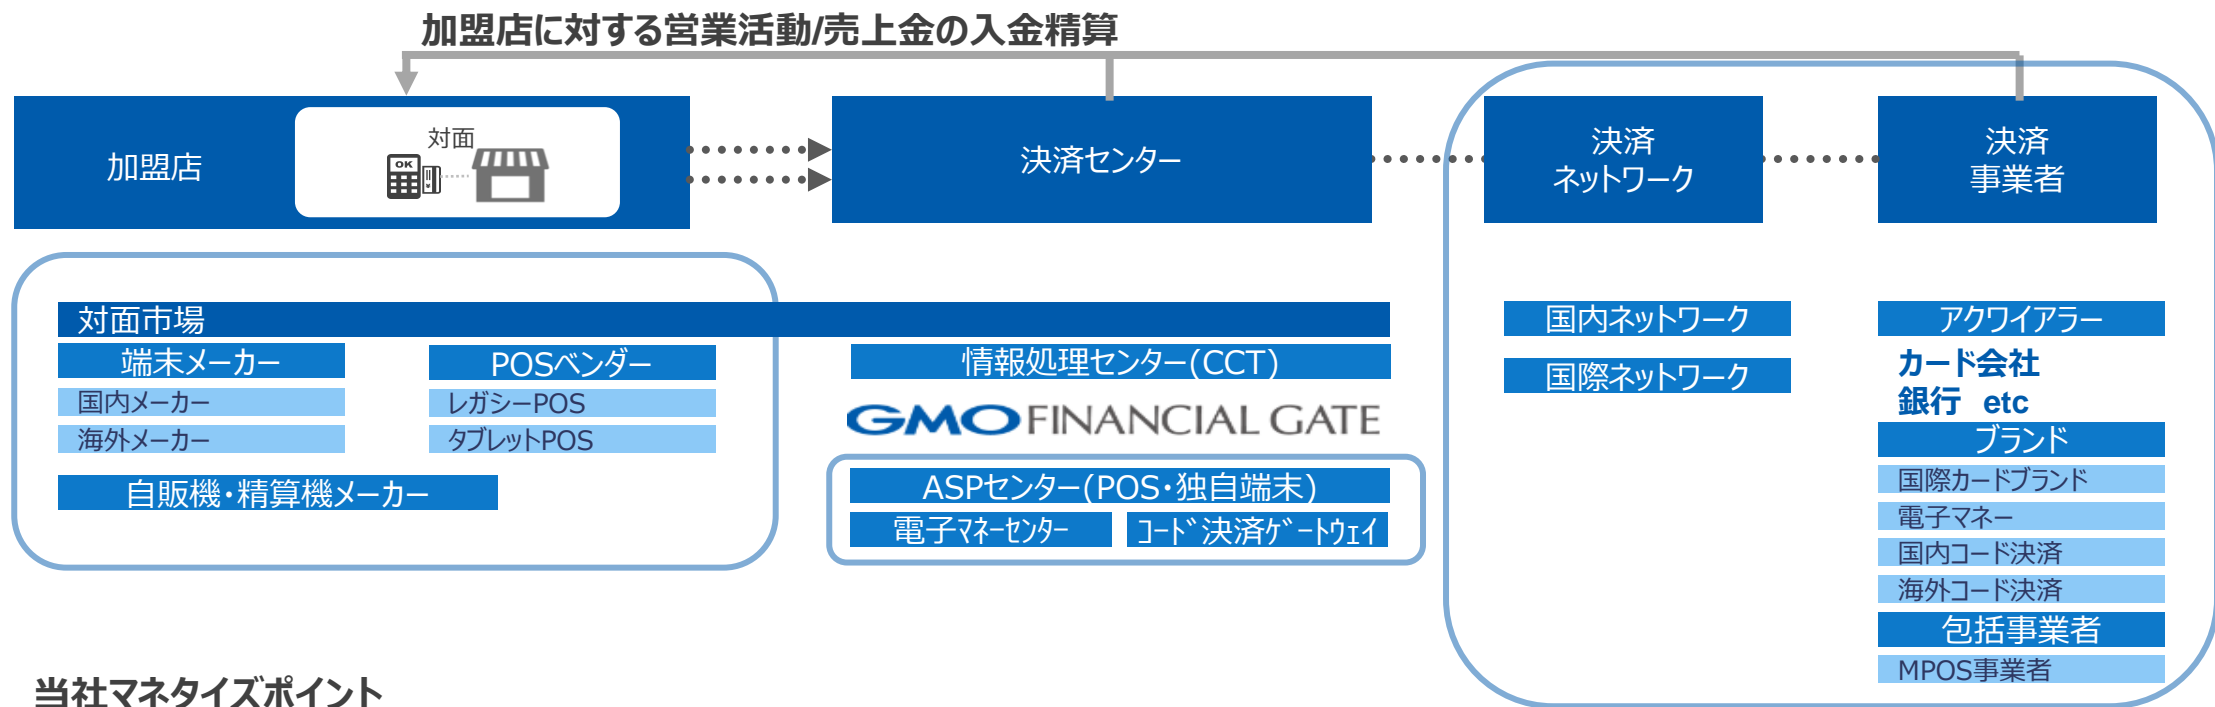 加盟店に対する営業活動/売上金の入金精算
加盟店
対面
OK
¥
決済センター
決済
ネットワーク
決済
事業者
対面市場
端末メーカー
国内メーカー
海外メーカー
POSベンダー
レガシーPOS
タブレットPOS
自販機・精算機メーカー
情報処理センター(CCT)
GMO FINANCIAL GATE
ASPセンター(POS・独自端末)
電子マネーセンター
コード決済ゲートウェイ
国内ネットワーク
国際ネットワーク
アクワイアラー
カード会社
銀行 etc
ブランド
国際カードブランド
電子マネー
国内コード決済
海外コード決済
包括事業者
MPOS事業者
当社マネタイズポイント